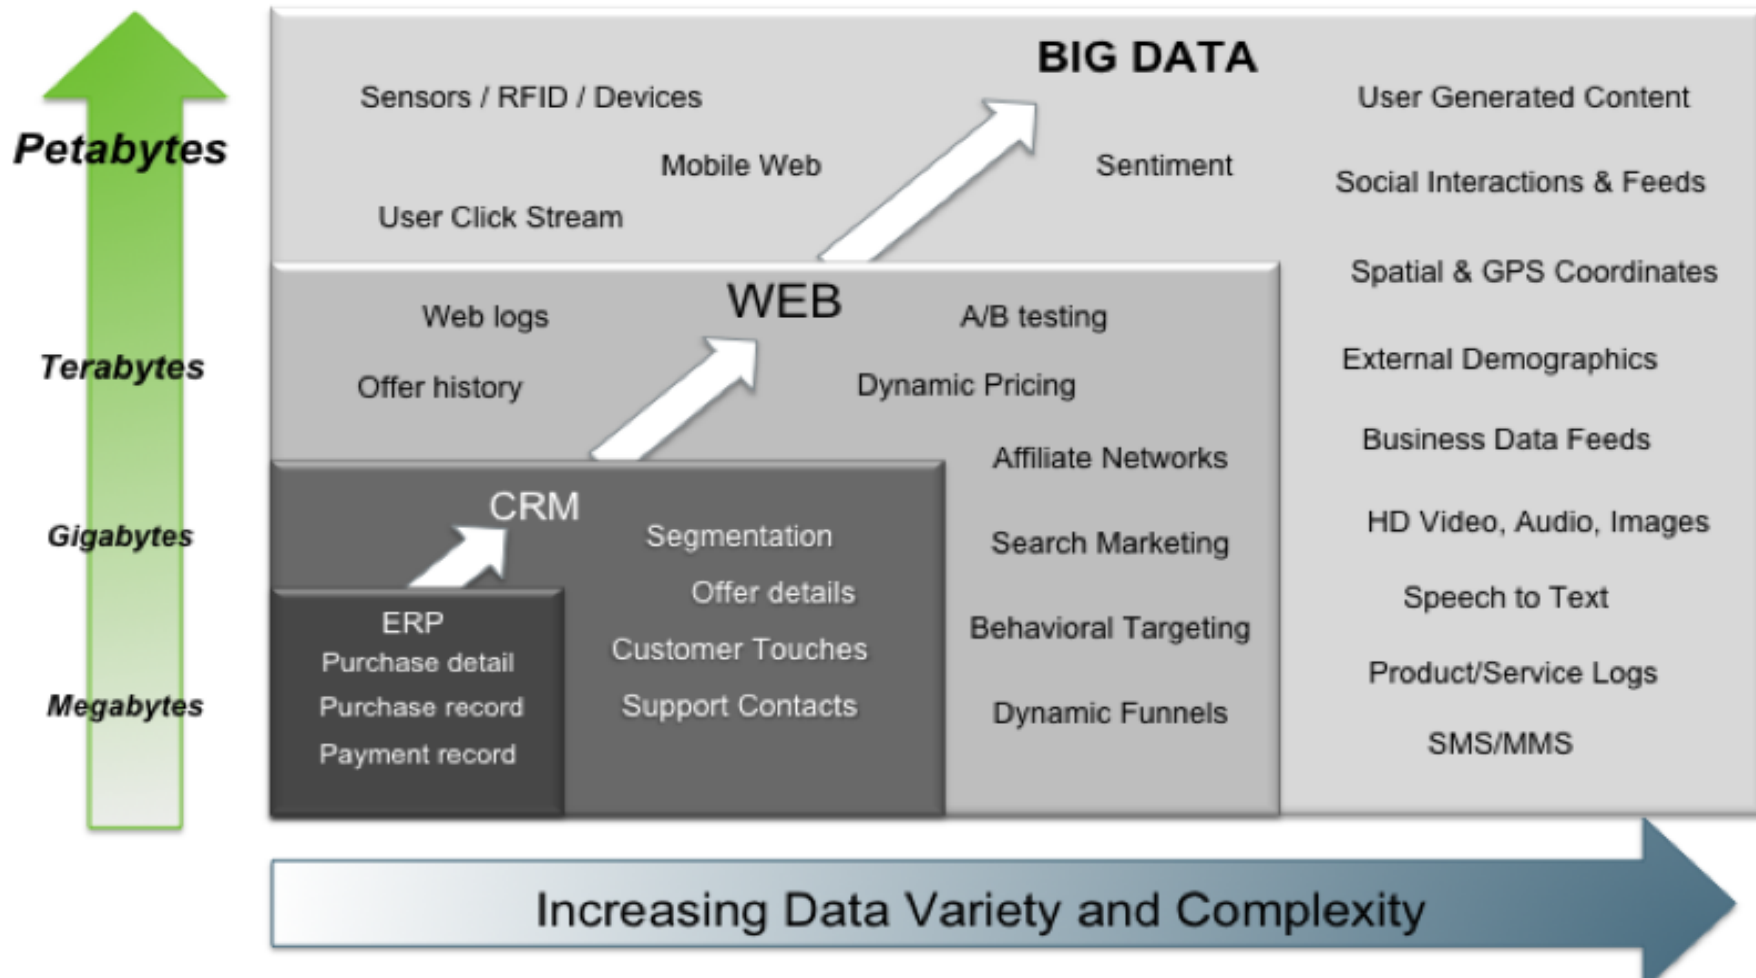 BIG DATA
Sensors / RFID / Devices
User Generated Content
Petabytes
Mobile Web
Sentiment
Social Interactions & Feeds
User Click Stream
Spatial & GPS Coordinates
WEB
Web logs
A/B testing
Terabytes
External Demographics
Offer history
Dynamic Pricing
Business Data Feeds
Affiliate Networks
CRM
Gigabytes
Segmentation
Search Marketing
HD Video, Audio, Images
Offer details
Speech to Text
ERP
Behavioral Targeting
Customer Touches
Purchase detail
Product/Service Logs
Megabytes
Purchase record
Support Contacts
Dynamic Funnels
SMS/MMS
Payment record
Increasing Data Variety and Complexity